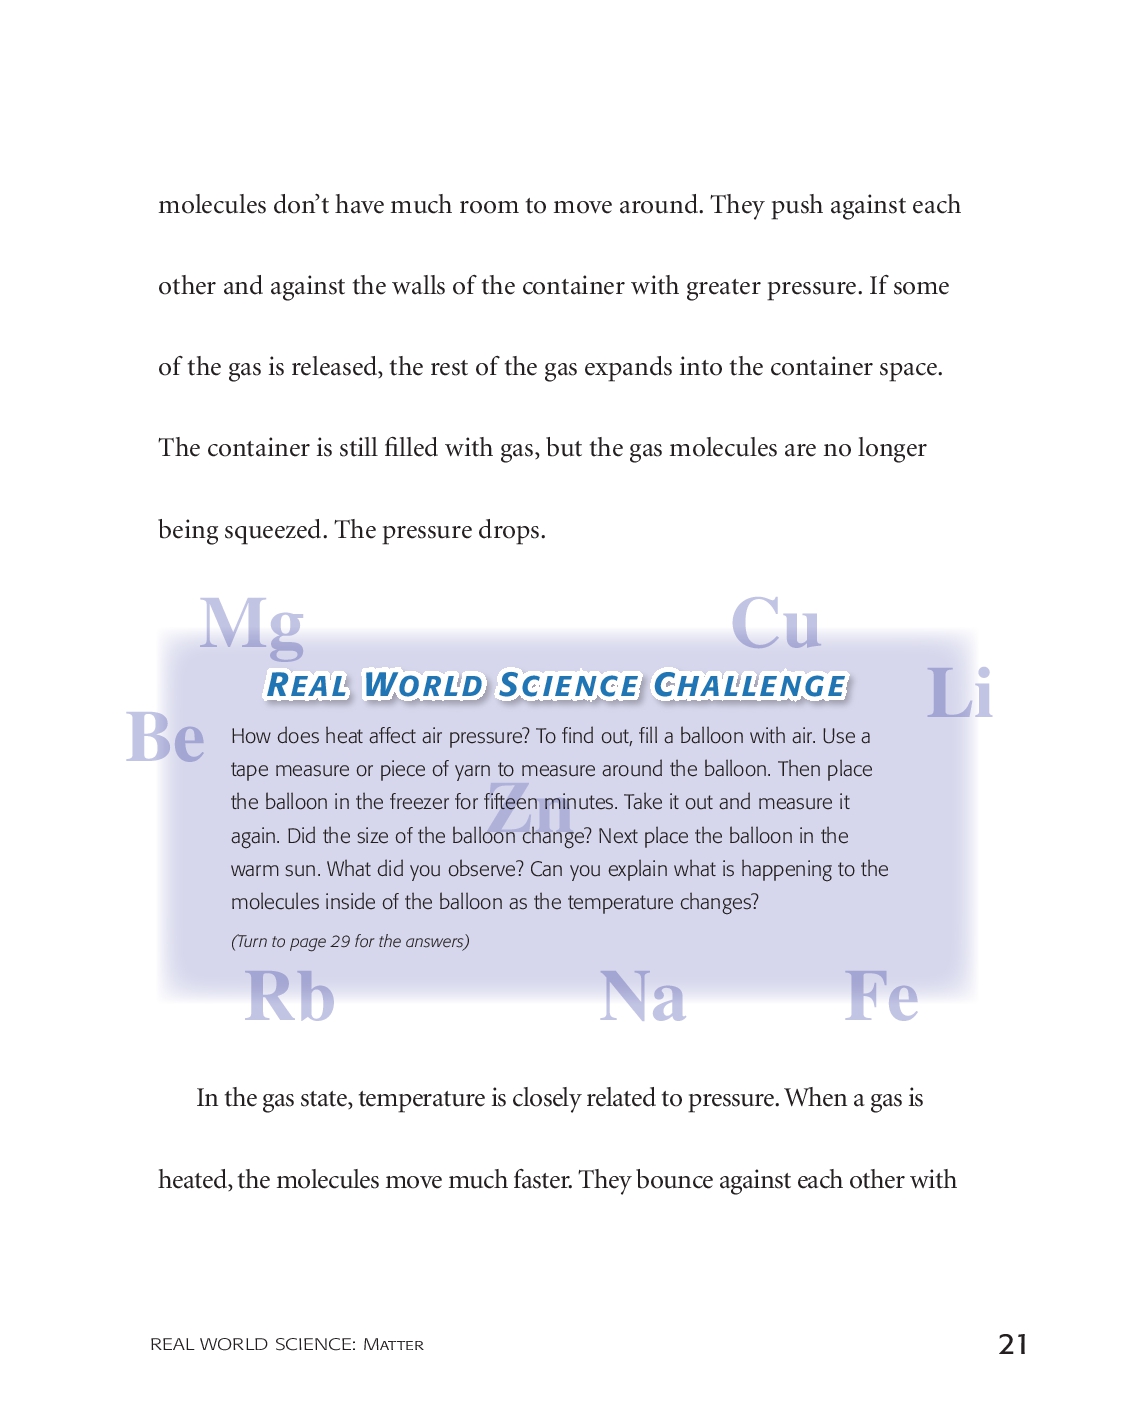 molecules don’t have much room to move around. They push against each
other and against the walls of the container with greater pressure. If some
of the gas is released, the rest of the gas expands into the container space.
The container is still filled with gas, but the gas molecules are no longer
being squeezed. The pressure drops.
Mg
Cu
Li
Be
REAL WORLD SCIENCE CHALLENGE
How does heat affect air pressure? To find out, fill a balloon with air. Use a
tape measure or piece of yarn to measure around the balloon. Then place
the balloon in the freezer for fifteen minutes. Take it out and measure it
Zn
again. Did the size of the balloon change? Next place the balloon in the
warm sun. What did you observe? Can you explain what is happening to the
molecules inside of the balloon as the temperature changes?
(Turn to page 29 for the answers)
Rb
Na
Fe
In the gas state, temperature is closely related to pressure. When a gas is
heated, the molecules move much faster. They bounce against each other with
REAL WORLD SCIENCE: MATTER
21